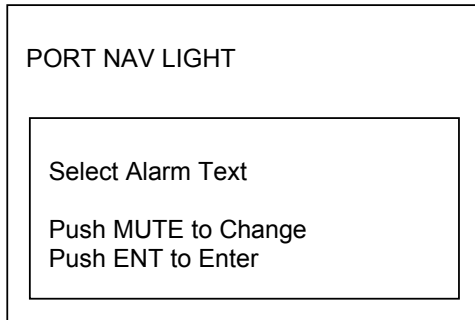 PORT NAV LIGHT
Select Alarm Text
Push MUTE to Change
Push ENT to Enter